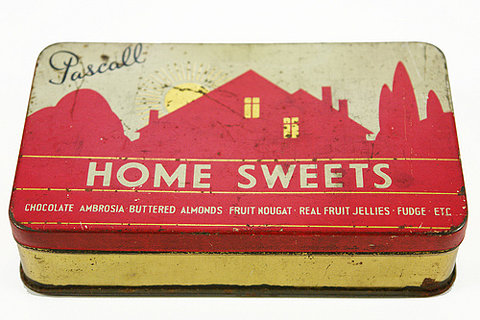 Pascall
HOME SWEETS
CHOCOLATE AMBROSIA · BUTTERED ALMONDS FRUIT NOUGAT · REAL FRUIT JELLIES · FUDGE · ETC